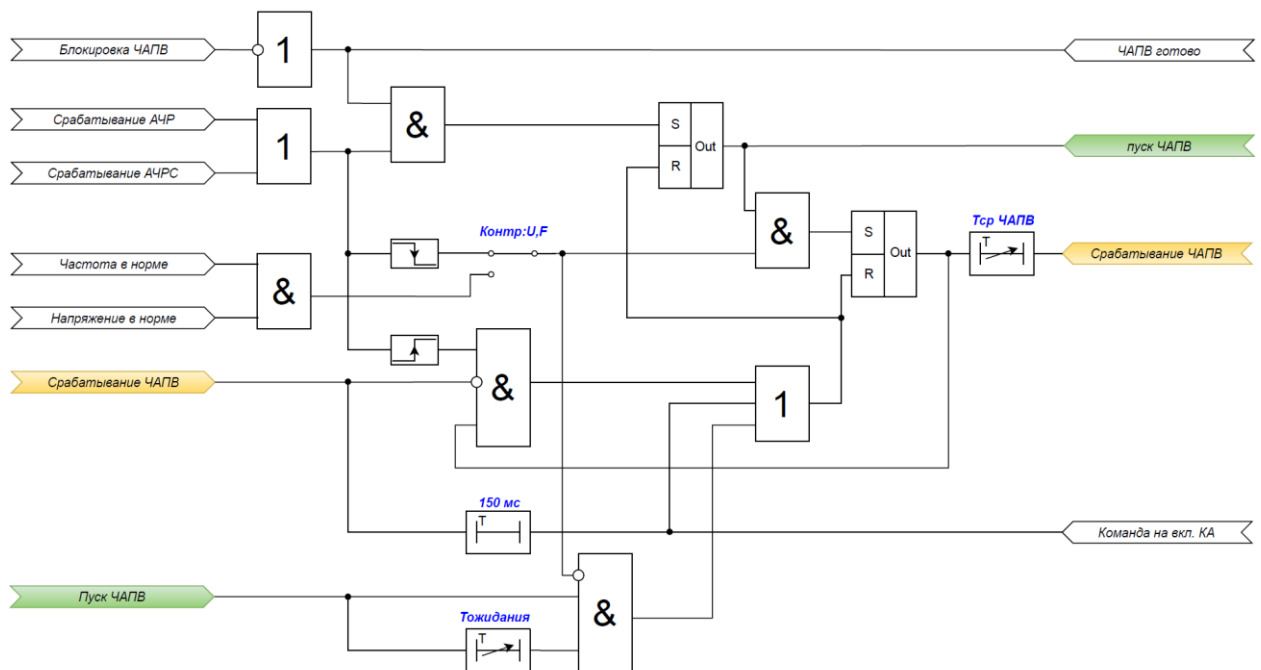 Блокировка ЧАПВ
1
ЧАПВ готово
Срабатывание АЧР
1
&
S
R
Out
пуск ЧАПВ
Срабатывание АЧРС
Контр:U,F
&
S
R
Out
Тср ЧАПВ
T
Срабатывание ЧАПВ
Частота в норме
&
Напряжение в норме
Срабатывание ЧАПВ
&
1
150 мс
T
Команда на вкл. КА
Пуск ЧАПВ
&
Тожидания
T